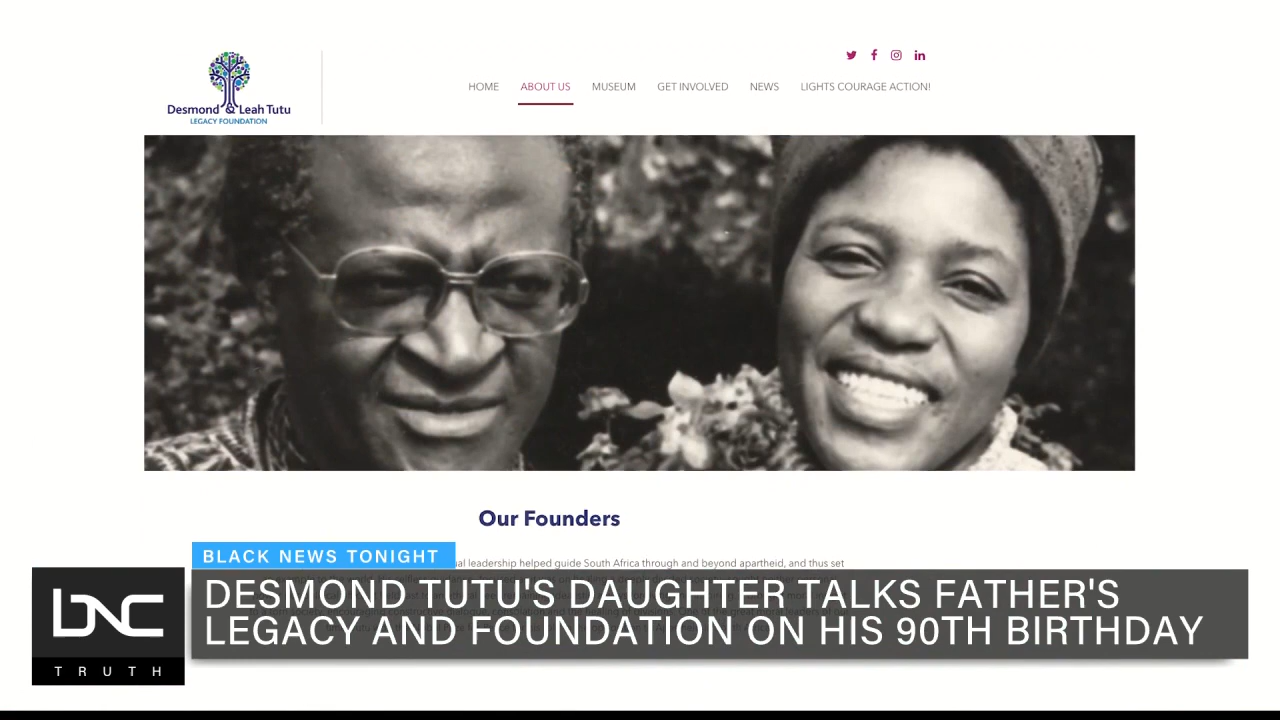 Desmond & Leah Tutu
LEGACY FOUNDATION
HOME ABOUT US MUSEUM GET INVOLVED NEWS LIGHTS COURAGE ACTION!
Our Founders
leadership helped guide South Africa through and beyond apartheid, and thus set
BLACK NEWS TONIGHT
DESMOND TUTU'S DAUGHTER TALKS FATHER'S
LEGACY AND FOUNDATION ON HIS 90TH BIRTHDAY
BNC
TRUTH